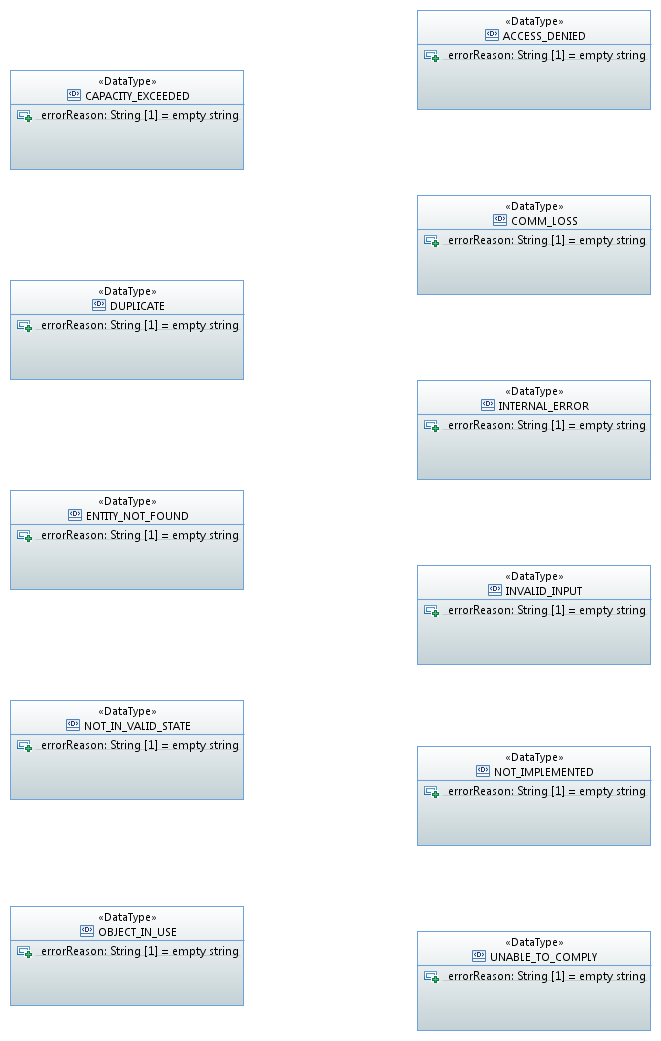 «DataType»
CAPACITY_EXCEEDED
errorReason: String [1] = empty string
«DataType»
DUPLICATE
errorReason: String [1] = empty string
«DataType»
ENTITY_NOT_FOUND
errorReason: String [1] = empty string
«DataType»
NOT_IN_VALID_STATE
errorReason: String [1] = empty string
«DataType»
OBJECT_IN_USE
errorReason: String [1] = empty string
«DataType»
ACCESS_DENIED
errorReason: String [1] = empty string
«DataType»
COMM_LOSS
errorReason: String [1] = empty string
«DataType»
INTERNAL_ERROR
errorReason: String [1] = empty string
«DataType»
INVALID_INPUT
errorReason: String [1] = empty string
«DataType»
NOT_IMPLEMENTED
errorReason: String [1] = empty string
«DataType»
UNABLE_TO_COMPLY
errorReason: String [1] = empty string